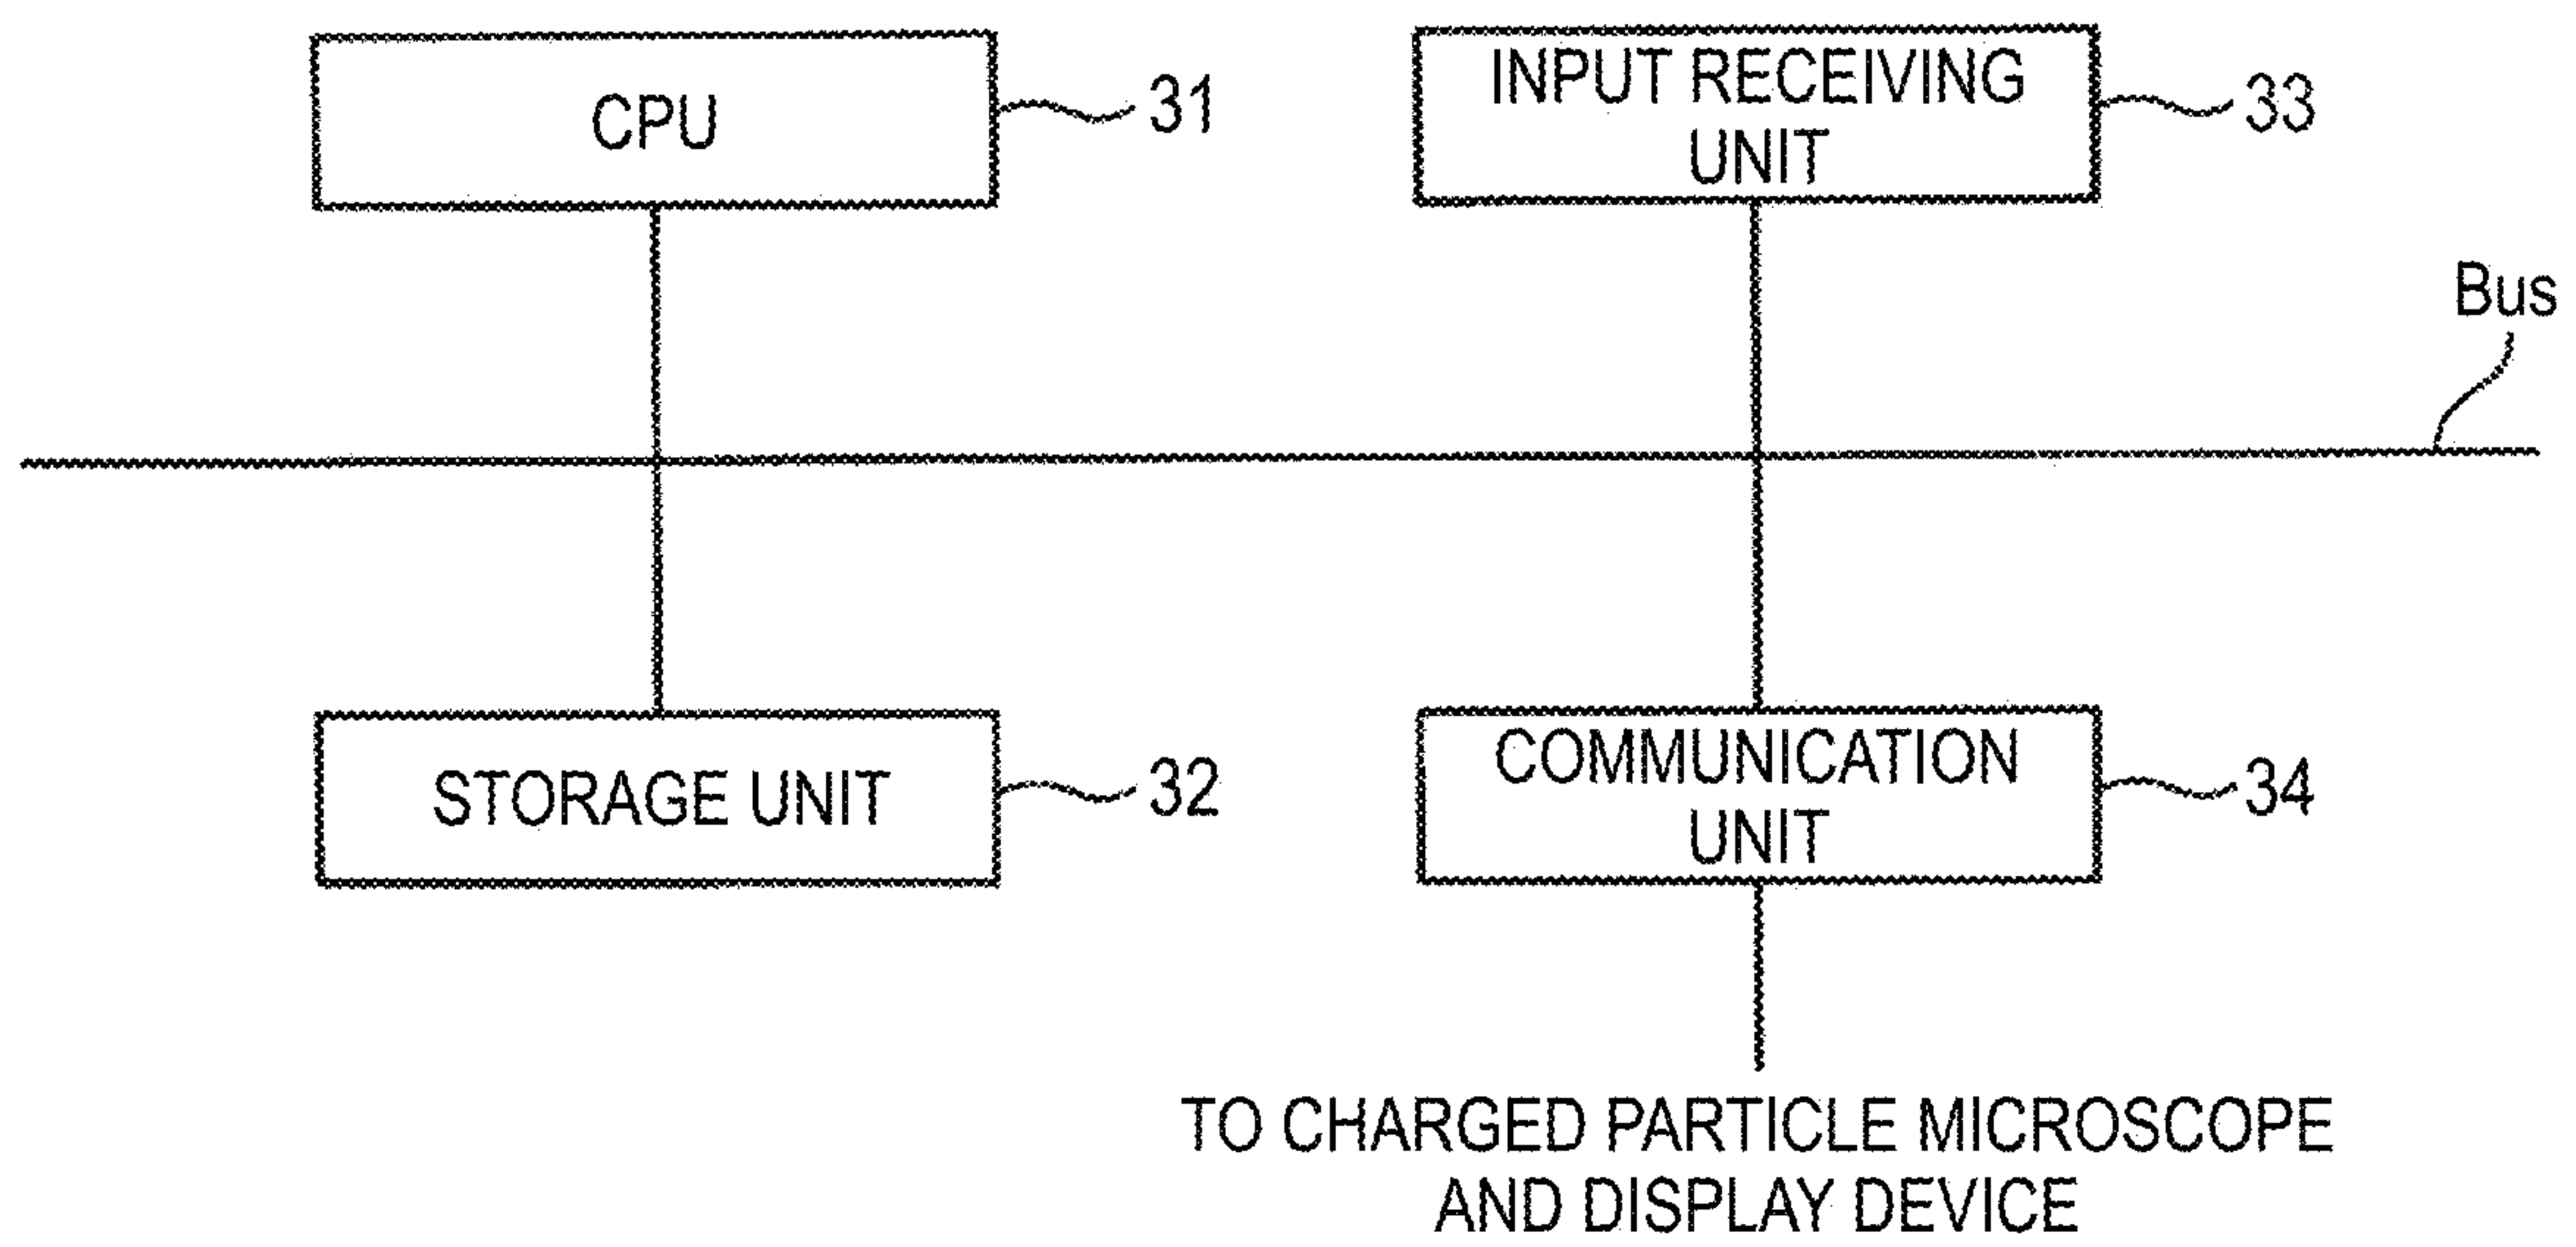 CPU
31
INPUT RECEIVING
UNIT
33
Bus
STORAGE UNIT
32
COMMUNICATION
UNIT
34
TO CHARGED PARTICLE MICROSCOPE
AND DISPLAY DEVICE